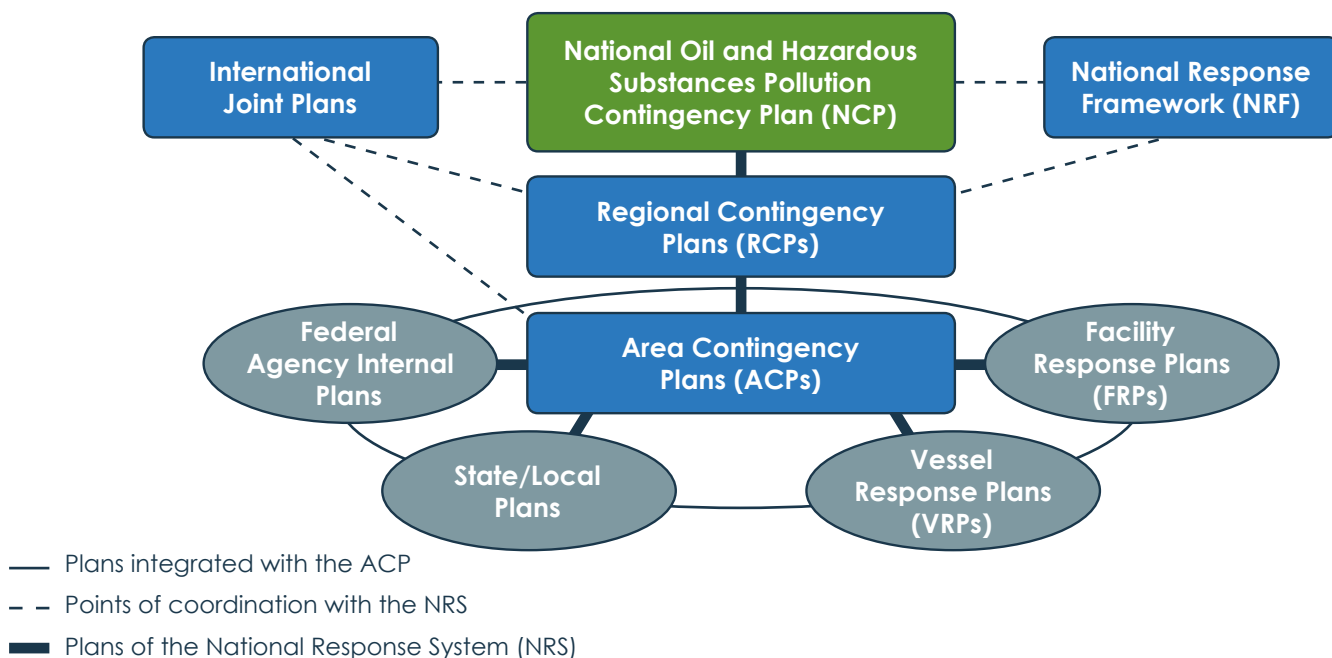 International
Joint Plans
National Oil and Hazardous
Substances Pollution
Contingency Plan (NCP)
National Response
Framework (NRF)
Regional Contingency
Plans (RCPs)
Federal
Agency Internal
Plans
Area Contingency
Plans (ACPs)
Facility
Response Plans
(FRPs)
State/Local
Plans
Vessel
Response Plans
(VRPs)
Plans integrated with the ACP
Points of coordination with the NRS
Plans of the National Response System (NRS)